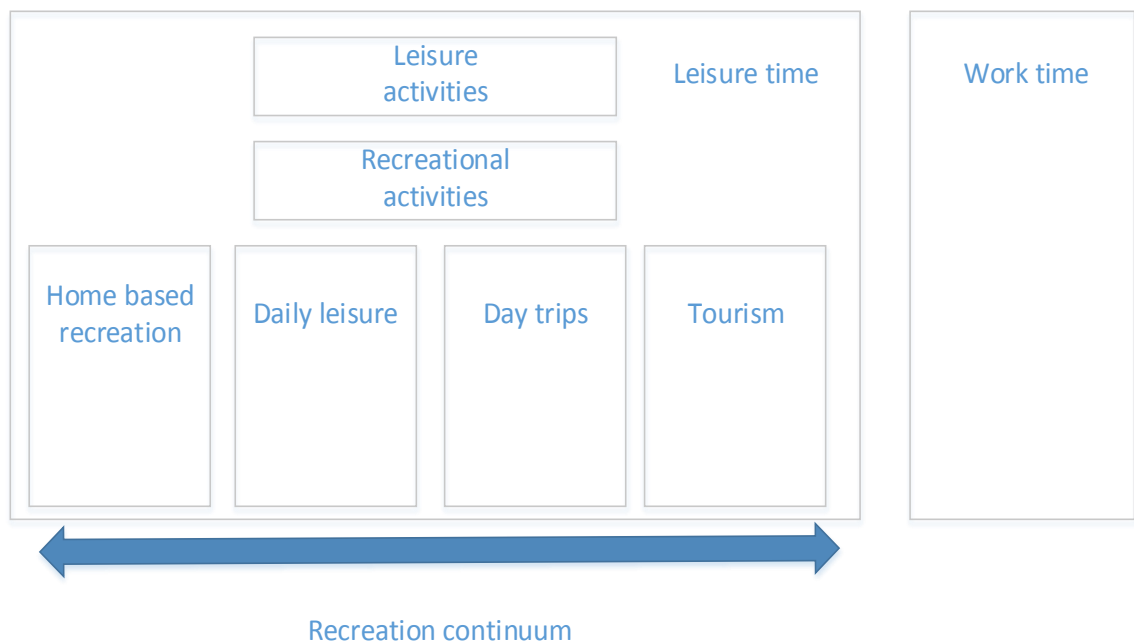 Leisure
activities
Leisure time
Work time
Recreational
activities
Home based
recreation
Daily leisure
Day trips
Tourism
Recreation continuum